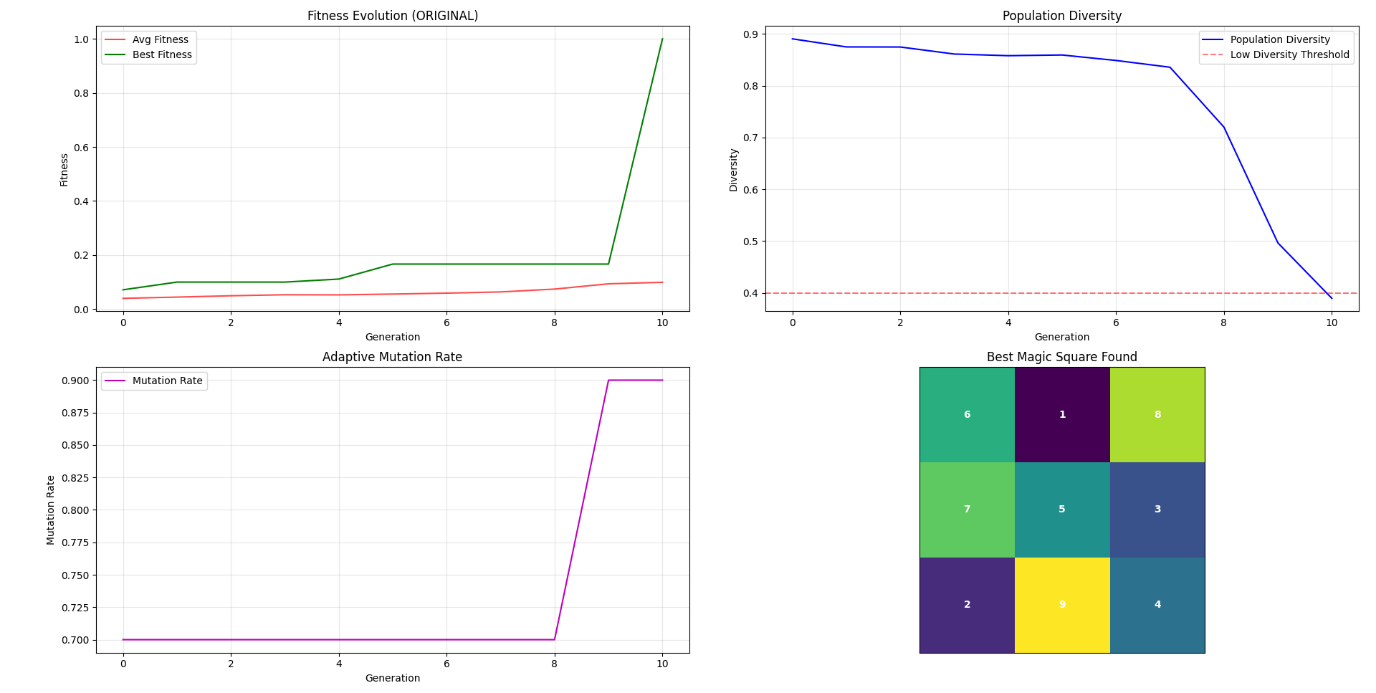 Fitness Evolution (ORIGINAL)
Avg Fitness
Best Fitness
Fitness
1.0
0.8
0.6
0.4
0.2
0.0
0 2 4 6 8 10
Generation
Population Diversity
Population Diversity
Low Diversity Threshold
Diversity
0.9
0.8
0.7
0.6
0.5
0.4
0 2 4 6 8 10
Generation
Adaptive Mutation Rate
Mutation Rate
Mutation Rate
0.900
0.875
0.850
0.825
0.800
0.775
0.750
0.725
0.700
0 2 4 6 8 10
Generation
Best Magic Square Found
6 1 8
7 5 3
2 9 4